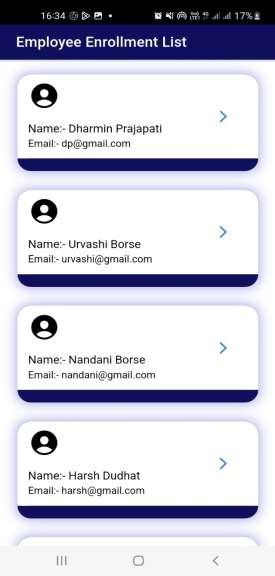 16:34
17%
Employee Enrollment List
Name:- Dharmin Prajapati
Email:- dp@gmail.com
Name:- Urvashi Borse
Email:- urvashi@gmail.com
Name:- Nandani Borse
Email:- nandani@gmail.com
Name:- Harsh Dudhat
Email:- harsh@gmail.com